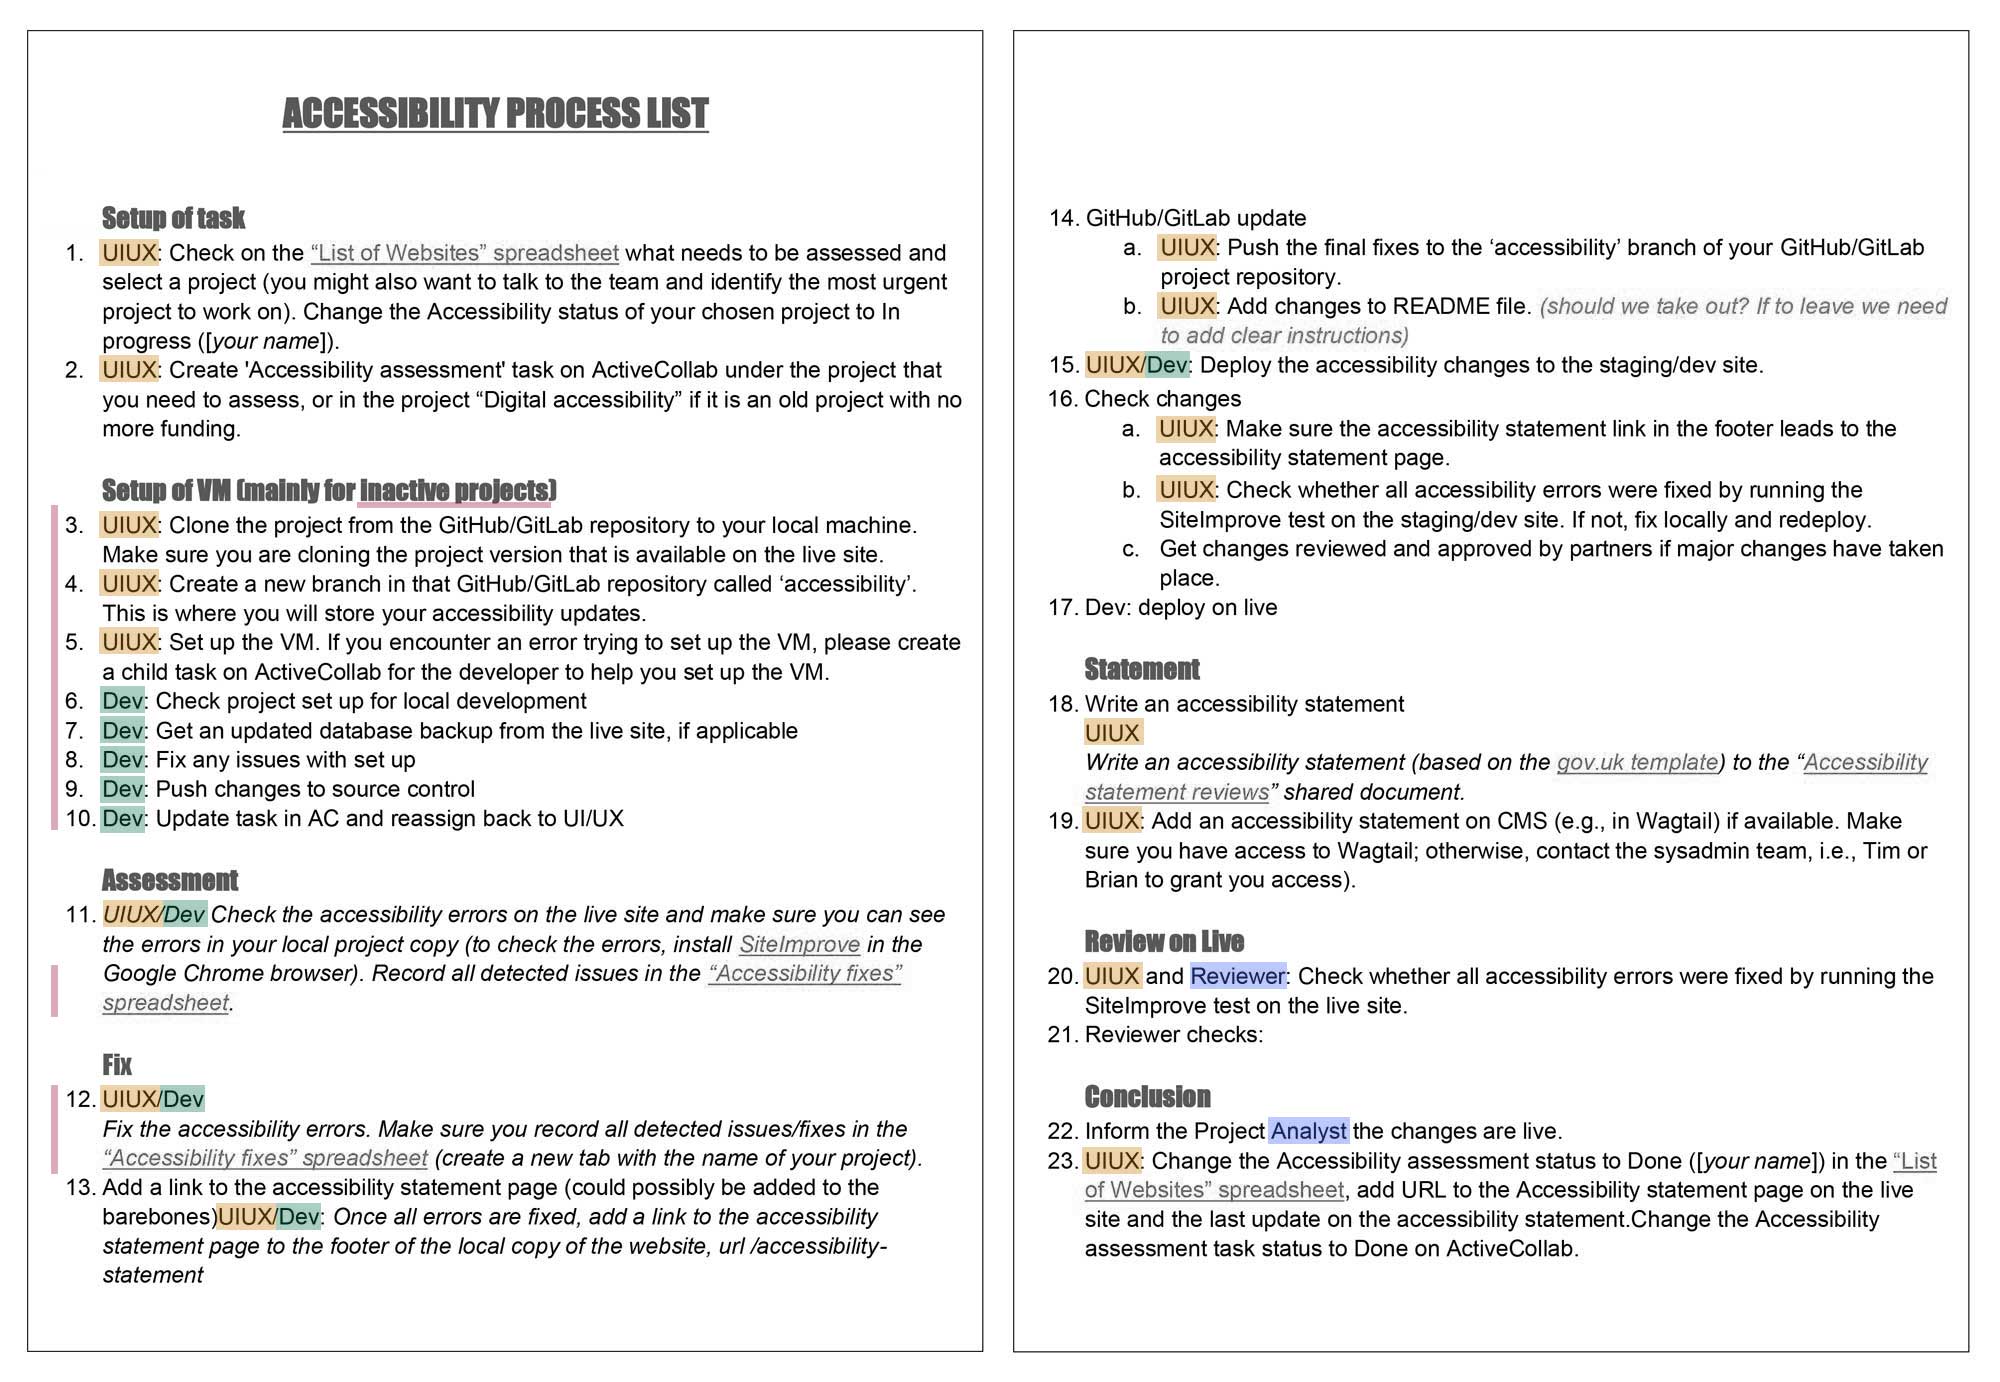 ACCESSIBILITY PROCESS LIST
Setup of task
1. UIUX: Check on the “List of Websites” spreadsheet what needs to be assessed and
select a project (you might also want to talk to the team and identify the most urgent
project to work on). Change the Accessibility status of your chosen project to In
progress ([your name]).
2. UIUX: Create 'Accessibility assessment' task on ActiveCollab under the project that
you need to assess, or in the project “Digital accessibility” if it is an old project with no
more funding.
Setup of VM (mainly for inactive projects)
3. UIUX: Clone the project from the GitHub/GitLab repository to your local machine.
Make sure you are cloning the project version that is available on the live site.
4. UIUX: Create a new branch in that GitHub/GitLab repository called ‘accessibility’.
This is where you will store your accessibility updates.
5. UIUX: Set up the VM. If you encounter an error trying to set up the VM, please create
a child task on ActiveCollab for the developer to help you set up the VM.
6. Dev: Check project set up for local development
7. Dev: Get an updated database backup from the live site, if applicable
8. Dev: Fix any issues with set up
9. Dev: Push changes to source control
10. Dev: Update task in AC and reassign back to UI/UX
Assessment
11. UIUX/Dev Check the accessibility errors on the live site and make sure you can see
the errors in your local project copy (to check the errors, install SiteImprove in the
Google Chrome browser). Record all detected issues in the “Accessibility fixes”
spreadsheet.
Fix
12. UIUX/Dev
Fix the accessibility errors. Make sure you record all detected issues/fixes in the
“Accessibility fixes” spreadsheet (create a new tab with the name of your project).
13. Add a link to the accessibility statement page (could possibly be added to the
barebones)UIUX/Dev: Once all errors are fixed, add a link to the accessibility
statement page to the footer of the local copy of the website, url /accessibility-
statement
14. GitHub/GitLab update
a. UIUX: Push the final fixes to the ‘accessibility’ branch of your GitHub/GitLab
project repository.
b. UIUX: Add changes to README file. (should we take out? If to leave we need
to add clear instructions)
15. UIUX/Dev: Deploy the accessibility changes to the staging/dev site.
16. Check changes
a. UIUX: Make sure the accessibility statement link in the footer leads to the
accessibility statement page.
b. UIUX: Check whether all accessibility errors were fixed by running the
SiteImprove test on the staging/dev site. If not, fix locally and redeploy.
c. Get changes reviewed and approved by partners if major changes have taken
place.
17. Dev: deploy on live
Statement
18. Write an accessibility statement
UIUX
Write an accessibility statement (based on the gov.uk template) to the “Accessibility
statement reviews” shared document.
19. UIUX: Add an accessibility statement on CMS (e.g., in Wagtail) if available. Make
sure you have access to Wagtail; otherwise, contact the sysadmin team, i.e., Tim or
Brian to grant you access).
Review on Live
20. UIUX and Reviewer: Check whether all accessibility errors were fixed by running the
SiteImprove test on the live site.
21. Reviewer checks:
Conclusion
22. Inform the Project Analyst the changes are live.
23. UIUX: Change the Accessibility assessment status to Done ([your name]) in the “List
of Websites” spreadsheet, add URL to the Accessibility statement page on the live
site and the last update on the accessibility statement.Change the Accessibility
assessment task status to Done on ActiveCollab.